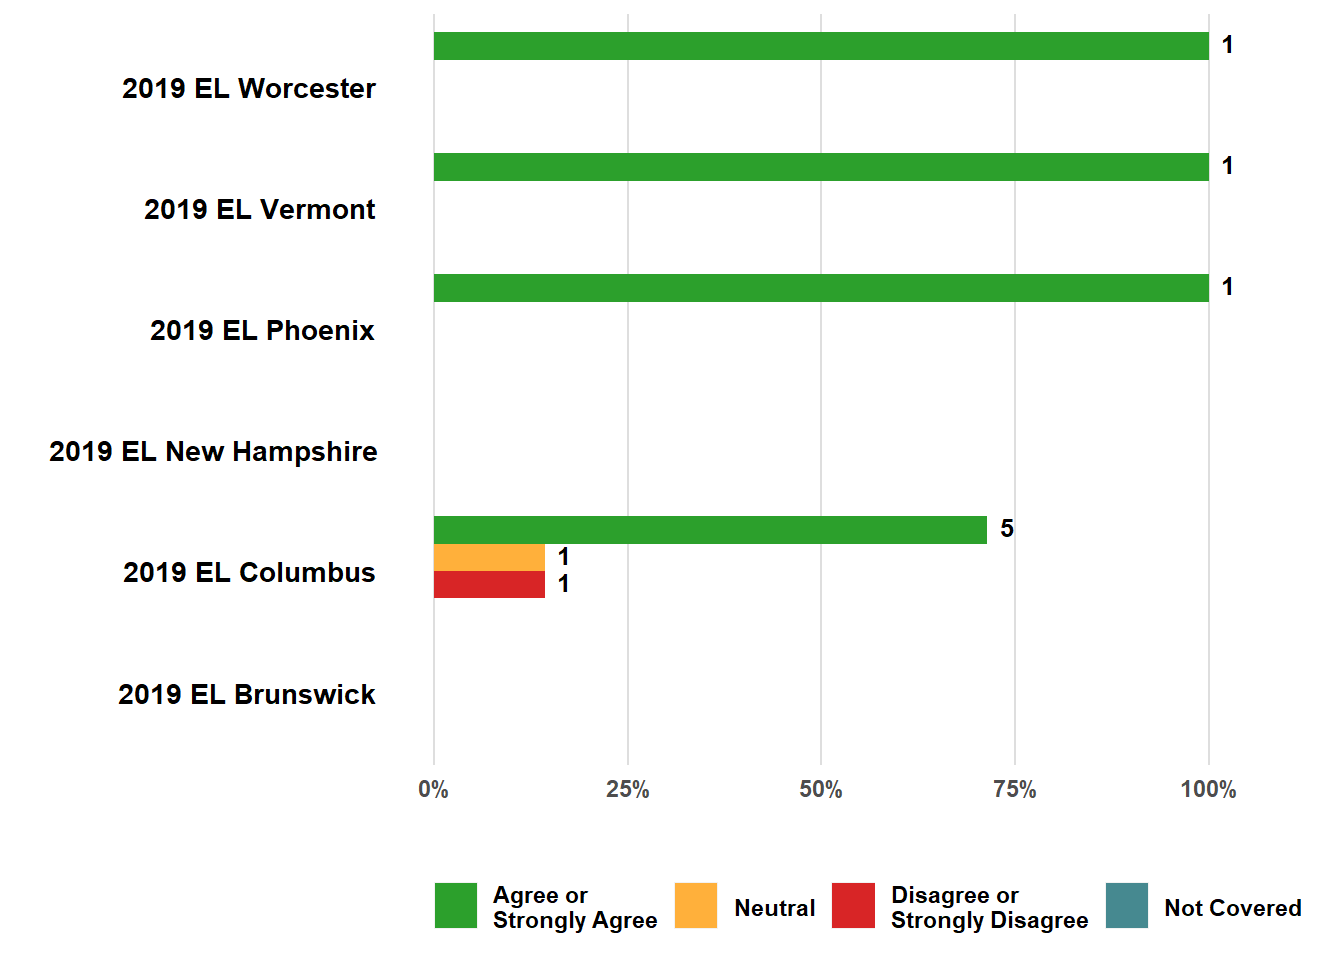 1
2019 EL Worcester
1
2019 EL Vermont
1
2019 EL Phoenix
2019 EL New Hampshire
5
1
2019 EL Columbus
1
2019 EL Brunswick
0% 25% 50% 75% 100%
Agree or
Strongly Agree
Neutral
Disagree or
Strongly Disagree
Not Covered